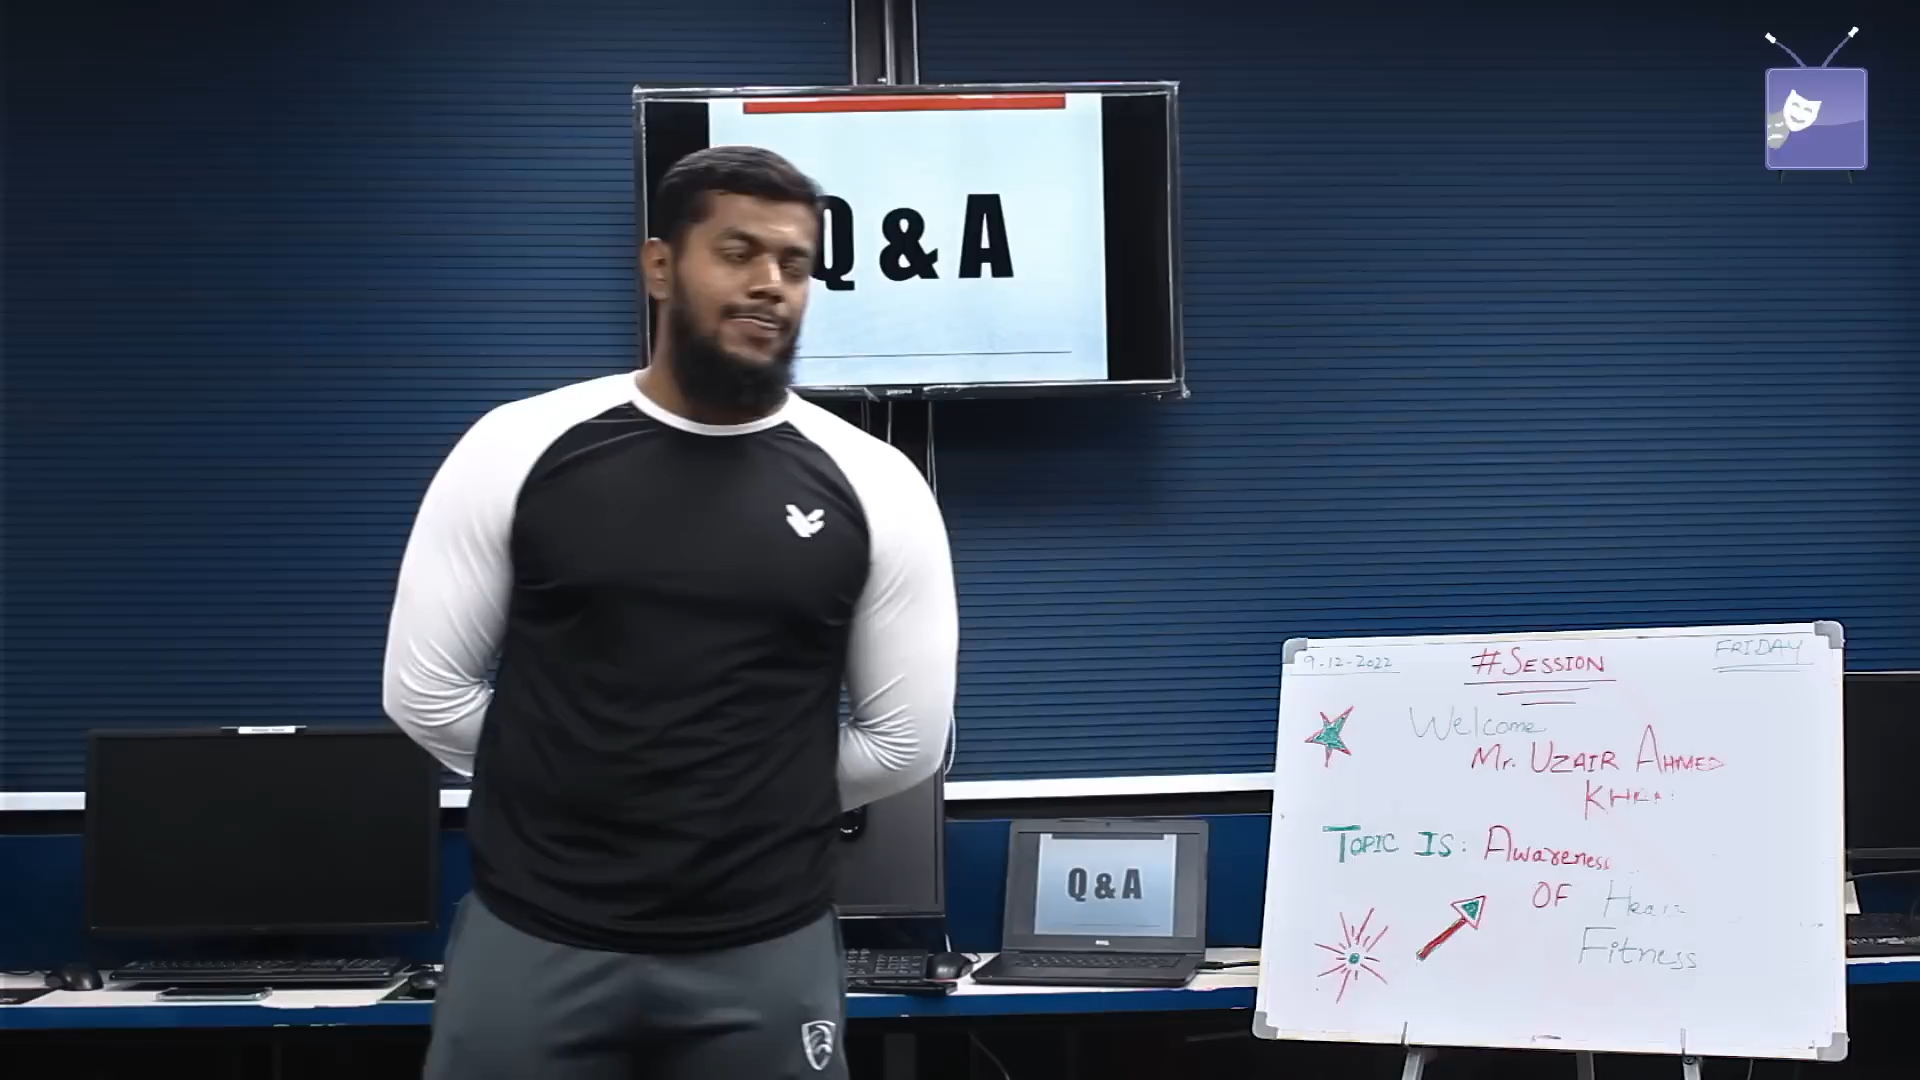 Q & A
Q & A
9-12-2022
#SESSION
FRIDAY
Welcome
Mr. UZAIR AHMED
TOPIC IS: Awareness
OF
Fitness